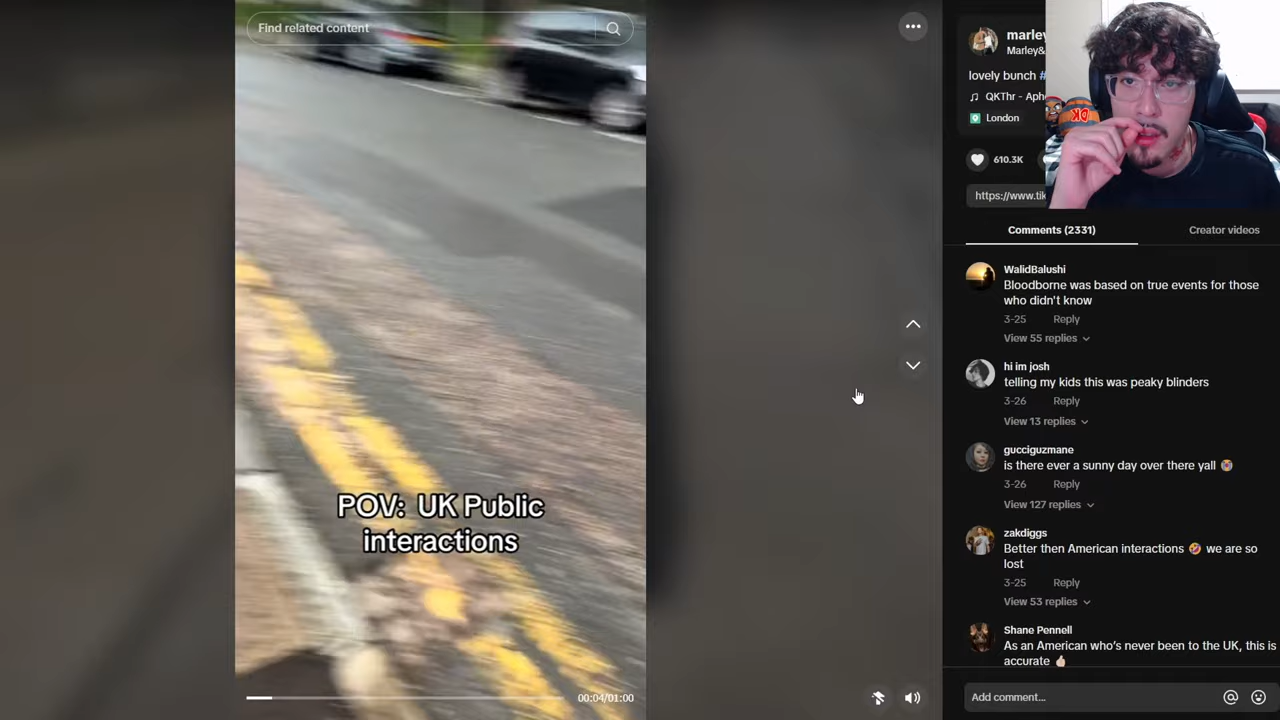 Find related content
POV: UK Public
interactions
00:04/01:00
marley
Marley&
lovely bunch #
QKThr - Aph
London
610.3K
https://www.tik
DK
Comments (2331)
Creator videos
WalidBalushi
Bloodborne was based on true events for those
who didn't know
3-25 Reply
View 55 replies
hi im josh
telling my kids this was peaky blinders
3-26 Reply
View 13 replies
gucciguzmane
is there ever a sunny day over there yall 😭
3-26 Reply
View 127 replies
zakdiggs
Better then American interactions 🤣 we are so
lost
3-25 Reply
View 53 replies
Shane Pennell
As an American who's never been to the UK, this is
accurate 👍🏻
Add comment...